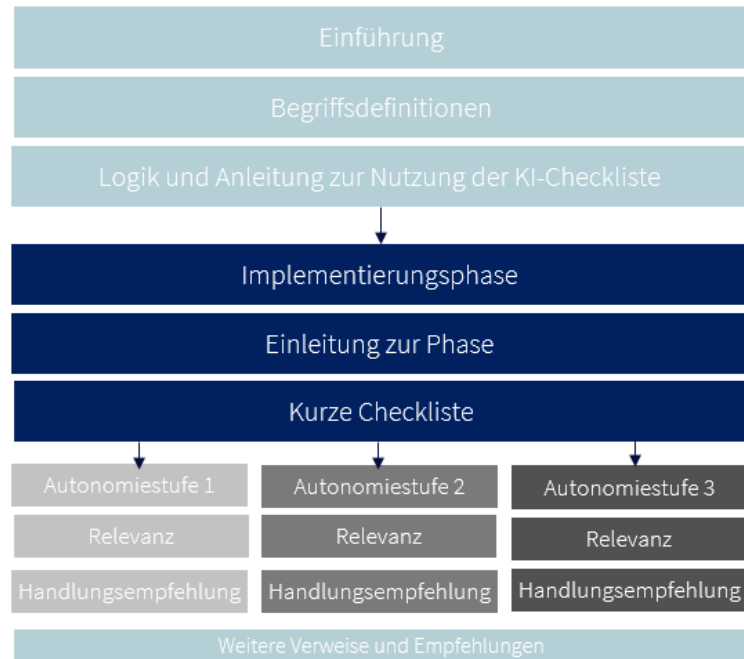 Einführung
Begriffsdefinitionen
Logik und Anleitung zur Nutzung der KI-Checkliste
Implementierungsphase
Einleitung zur Phase
Kurze Checkliste
Autonomiestufe 1
Autonomiestufe 2
Autonomiestufe 3
Relevanz
Relevanz
Relevanz
Handlungsempfehlung
Handlungsempfehlung
Handlungsempfehlung
Weitere Verweise und Empfehlungen